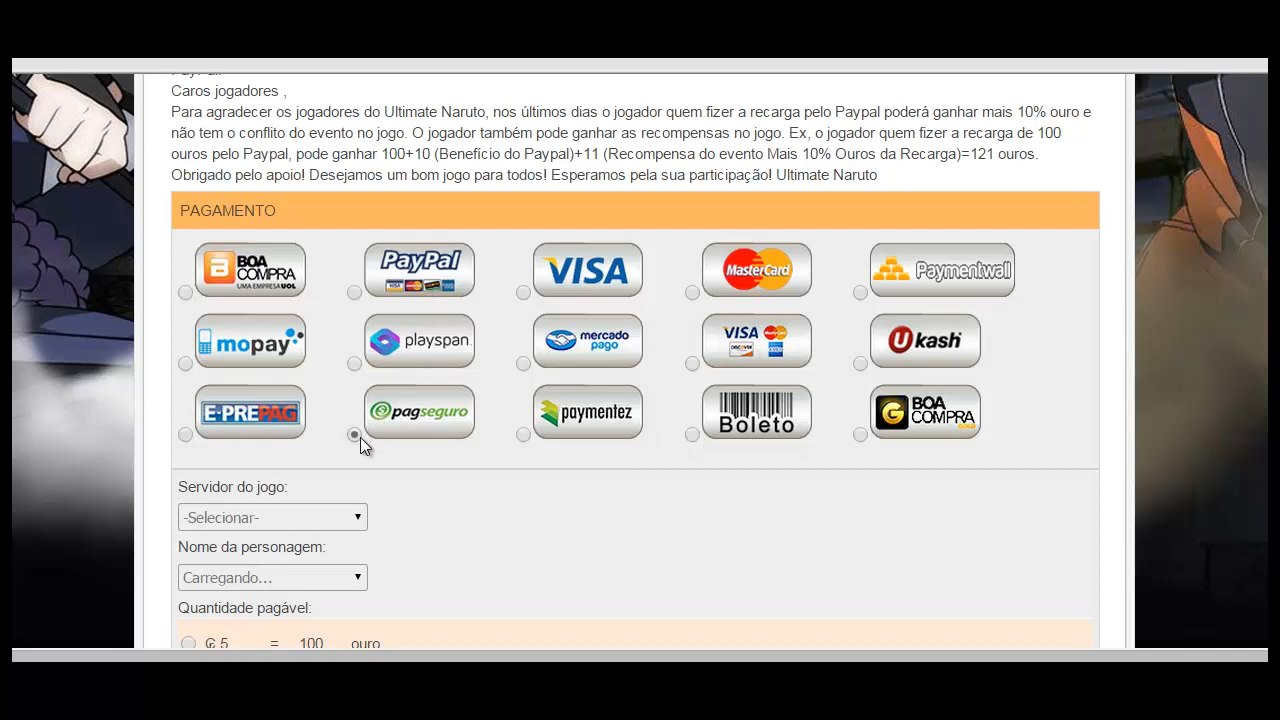 Caros jogadores ,
Para agradecer os jogadores do Ultimate Naruto, nos últimos dias o jogador quem fizer a recarga pelo Paypal poderá ganhar mais 10% ouro e
não tem o conflito do evento no jogo. O jogador também pode ganhar as recompensas no jogo. Ex, o jogador quem fizer a recarga de 100
ouros pelo Paypal, pode ganhar 100+10 (Benefício do Paypal)+11 (Recompensa do evento Mais 10% Ouros da Recarga)=121 ouros.
Obrigado pelo apoio! Desejamos um bom jogo para todos! Esperamos pela sua participação! Ultimate Naruto
PAGAMENTO
B BOA COMPRA UMA EMPRESA UOL
PayPal VISA
VISA
MasterCard
Paymentwall
mopay
playspan.
mercado pago
VISA MasterCard DISCOVER
Ukash
E-PREPAG
pagseguro
paymentez
Boleto
G BOA COMPRA GOLD
Servidor do jogo:
-Selecionar-
Nome da personagem:
Carregando...
Quantidade pagável:
₲ 5 = 100 ouro